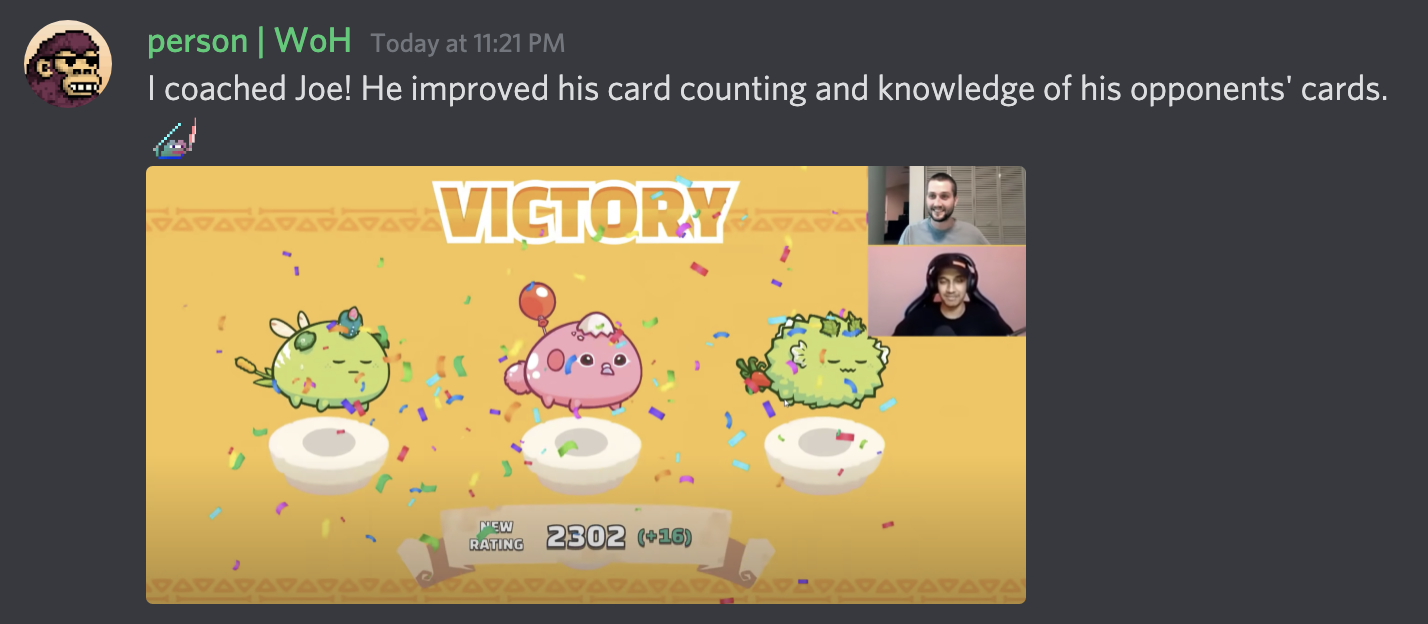 person | WoH Today at 11:21 PM
I coached Joe! He improved his card counting and knowledge of his opponents' cards.
VICTORY
NEW
RATING 2302 (+16)